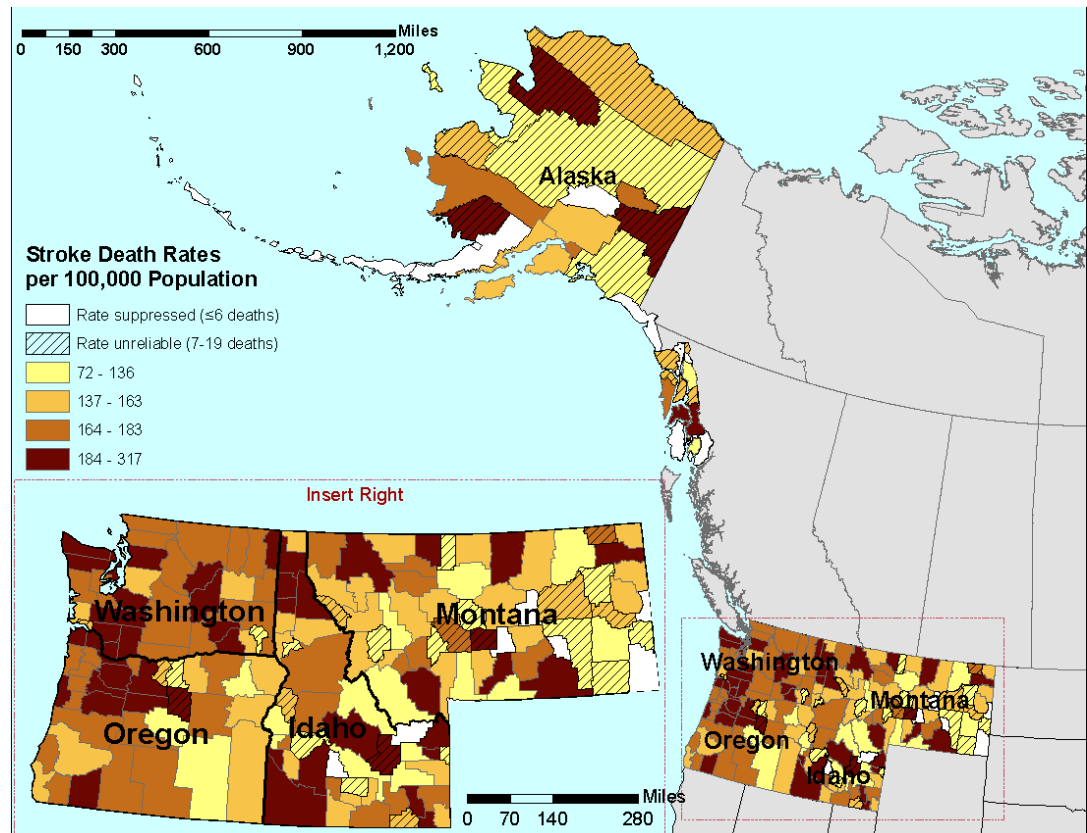 Miles
0 150 300 600 900 1,200
Alaska
Stroke Death Rates
per 100,000 Population
Rate suppressed (≤6 deaths)
Rate unreliable (7-19 deaths)
72 - 136
137 - 163
164 - 183
184 - 317
Insert Right
Washington
Montana
Oregon
Idaho
Miles
0 70 140 280
Washington
Montana
Oregon
Idaho